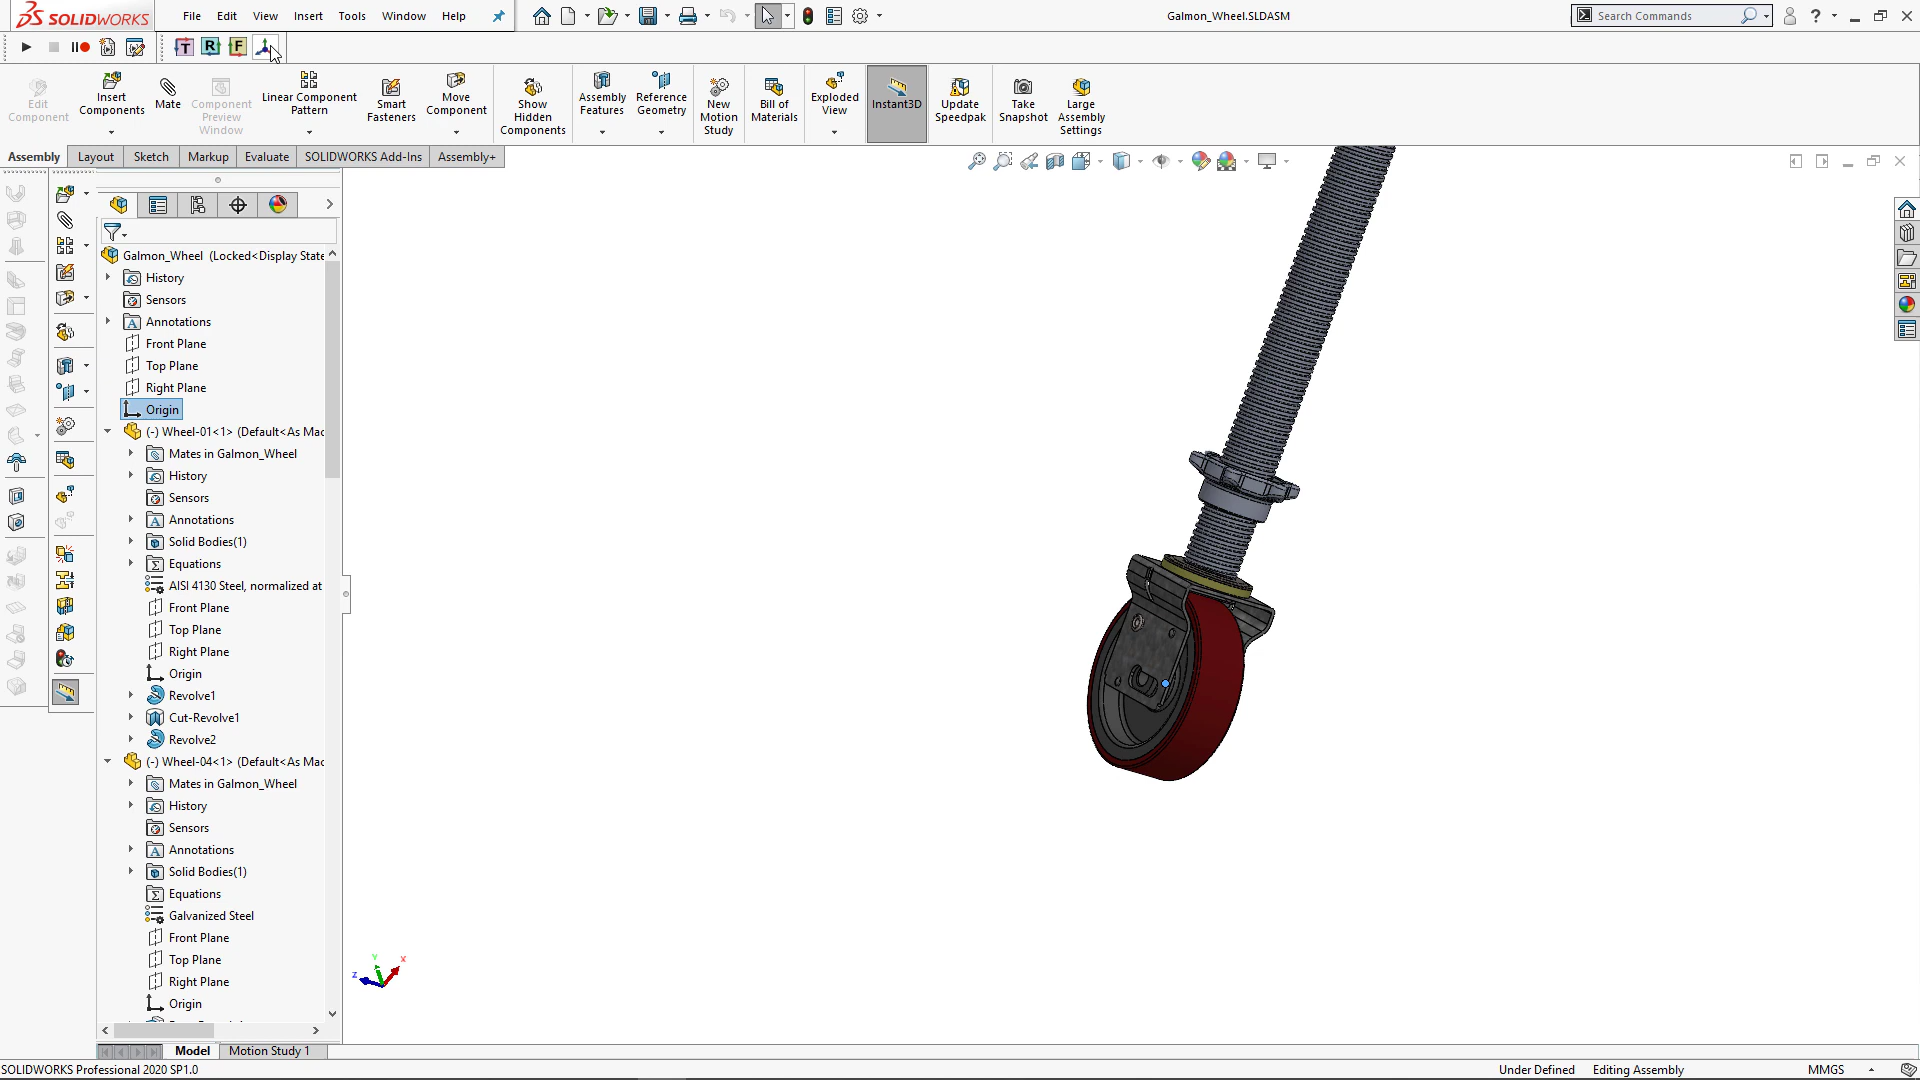 SOLIDWORKS
File Edit View Insert Tools Window Help
Galmon_Wheel.SLDASM
Search Commands
T R F
Edit Component
Insert Components
Mate
Component Preview Window
Linear Component Pattern
Smart Fasteners
Move Component
Show Hidden Components
Assembly Features
Reference Geometry
New Motion Study
Bill of Materials
Exploded View
Instant3D
Update Speedpak
Take Snapshot
Large Assembly Settings
Assembly Layout Sketch Markup Evaluate SOLIDWORKS Add-Ins Assembly+
Galmon_Wheel (Locked<Display State
History
Sensors
Annotations
Front Plane
Top Plane
Right Plane
Origin
(-) Wheel-01<1> (Default<As Mac
Mates in Galmon_Wheel
History
Sensors
Annotations
Solid Bodies(1)
Equations
AISI 4130 Steel, normalized at
Front Plane
Top Plane
Right Plane
Origin
Revolve1
Cut-Revolve1
Revolve2
(-) Wheel-04<1> (Default<As Mac
Mates in Galmon_Wheel
History
Sensors
Annotations
Solid Bodies(1)
Equations
Galvanized Steel
Front Plane
Top Plane
Right Plane
Origin
Y
X
Z
Model Motion Study 1
SOLIDWORKS Professional 2020 SP1.0
Under Defined Editing Assembly MMGS